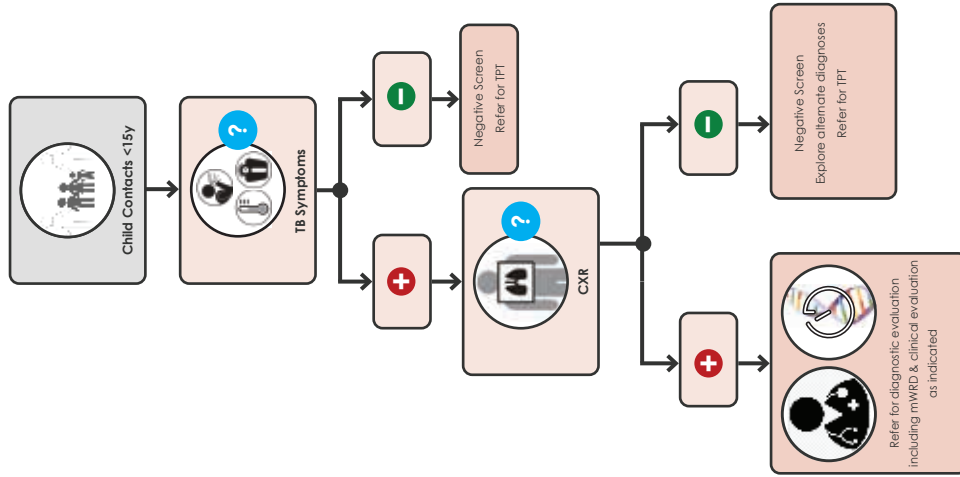 Child Contacts <15y
?
TB Symptoms
Negative Screen
Refer for TPT
?
CXR
Negative Screen
Explore alternate diagnoses
Refer for TPT
Refer for diagnostic evaluation
including mWRD & clinical evaluation
as indicated